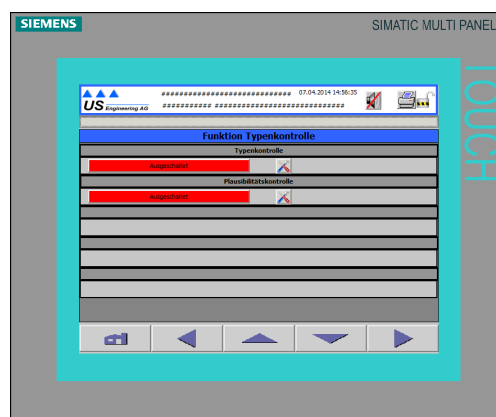 SIEMENS
SIMATIC MULTI PANEL
TOUCH
US Engineering AG
############################# 07.04.2014 14:56:35
########### #############################
Funktion Typenkontrolle
Typenkontrolle
Ausgeschaltet
Plausibilitätskontrolle
Ausgeschaltet